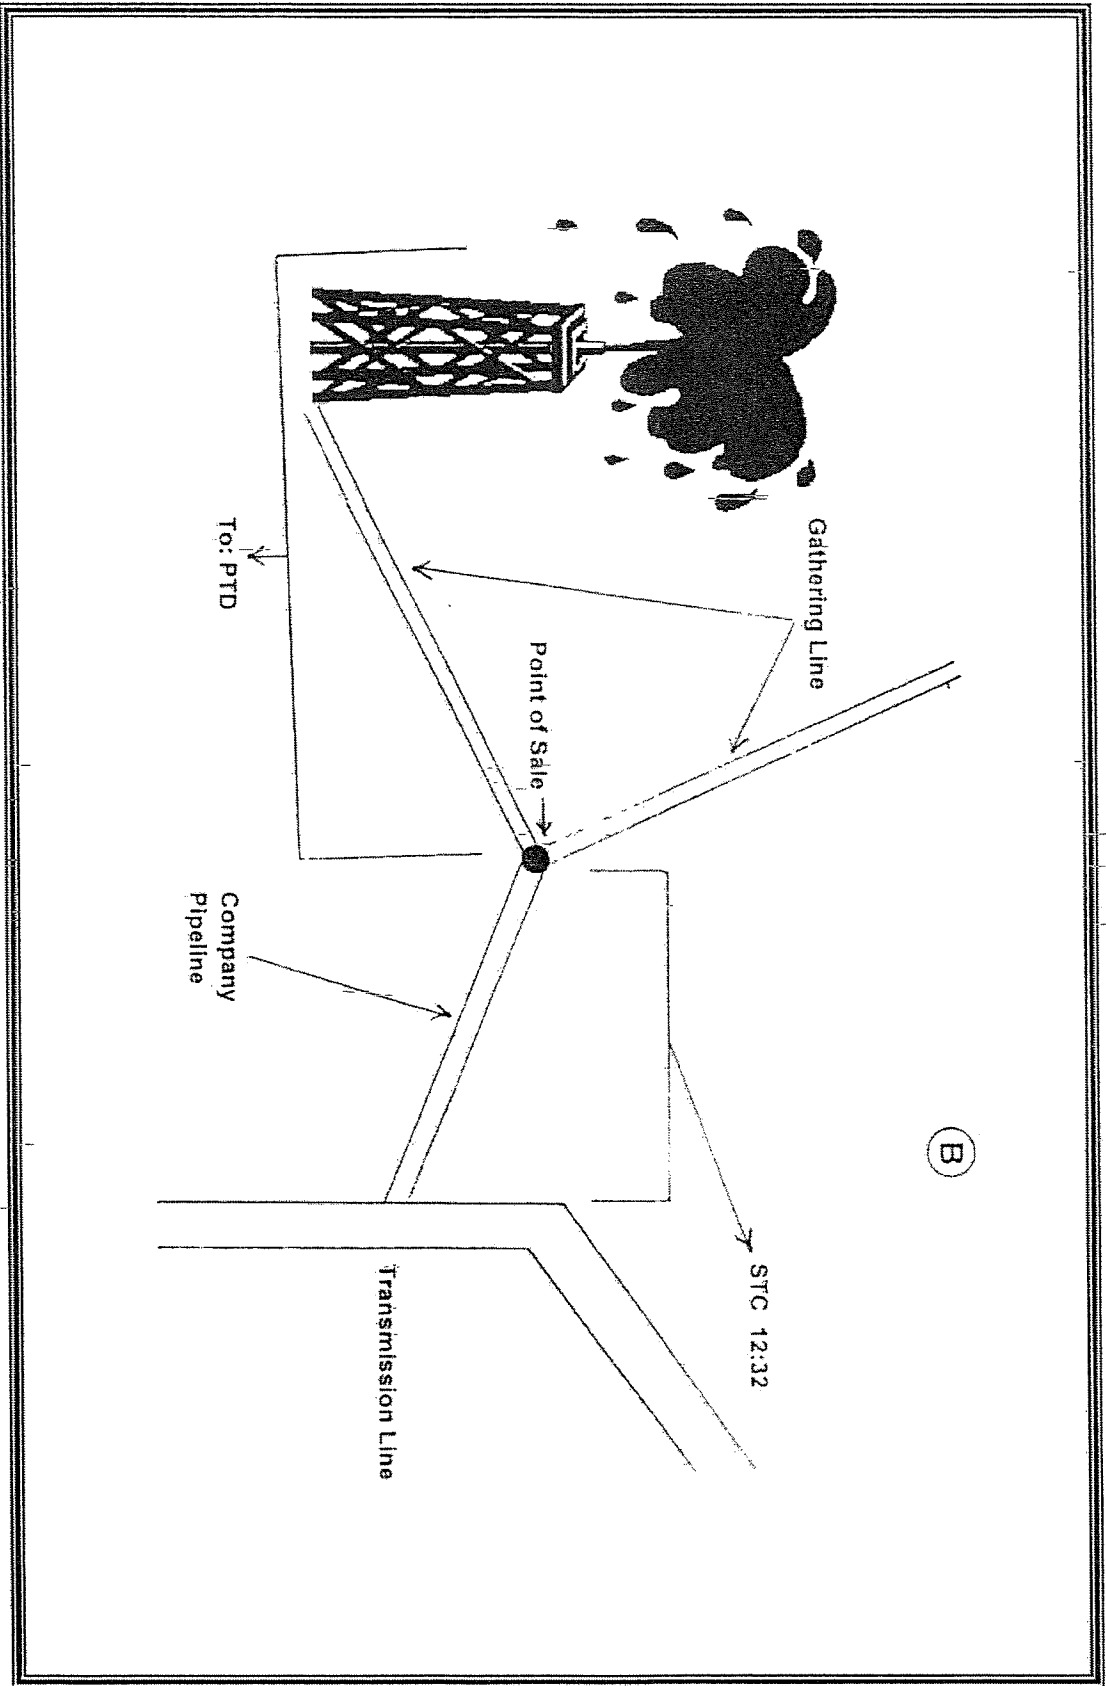 B
STC 12:32
Gathering Line
Point of Sale
Transmission Line
To: PTD
Company
Pipeline